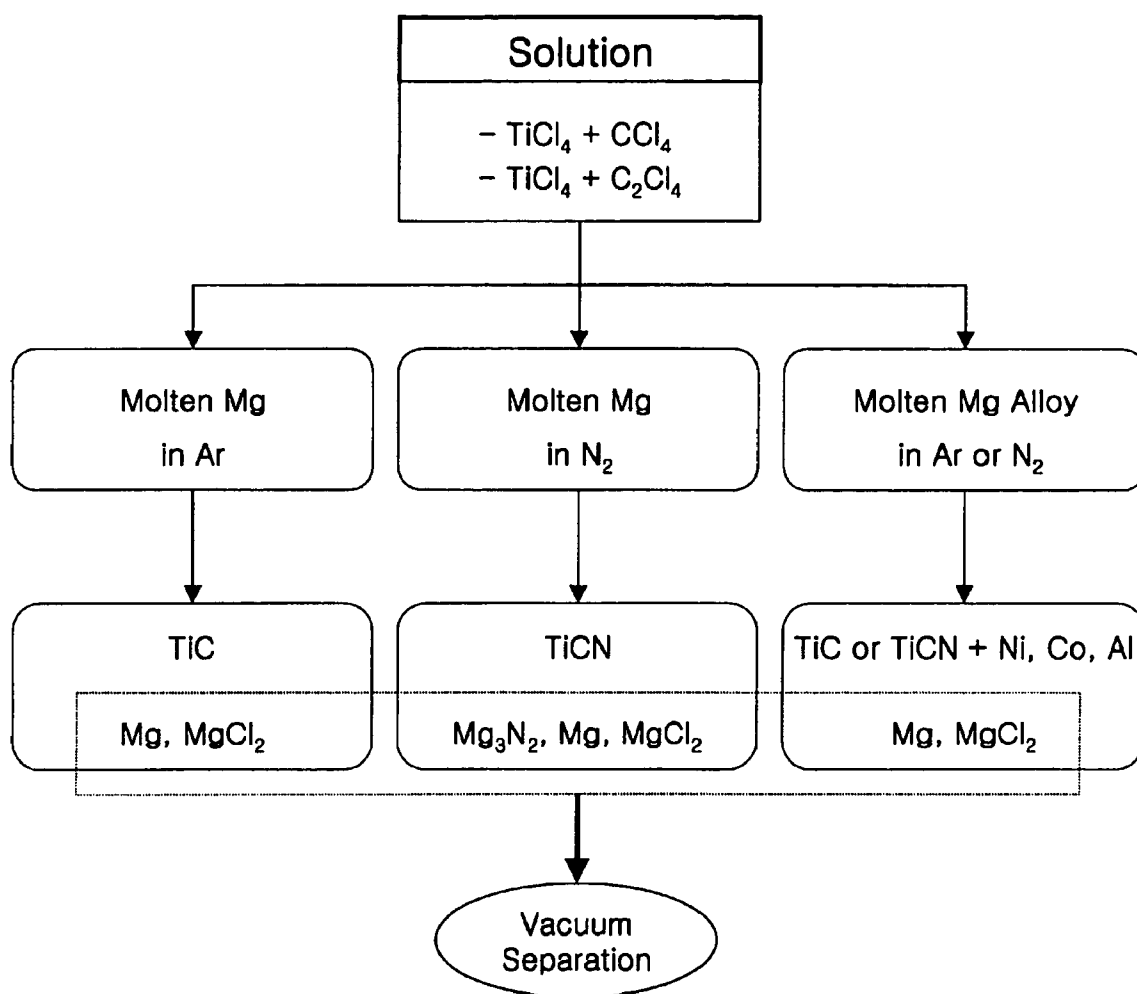 Solution
– TiCl₄ + CCl₄
– TiCl₄ + C₂Cl₄
Molten Mg
in Ar
Molten Mg
in N₂
Molten Mg Alloy
in Ar or N₂
TiC
Mg, MgCl₂
TiCN
Mg₃N₂, Mg, MgCl₂
TiC or TiCN + Ni, Co, Al
Mg, MgCl₂
Vacuum
Separation